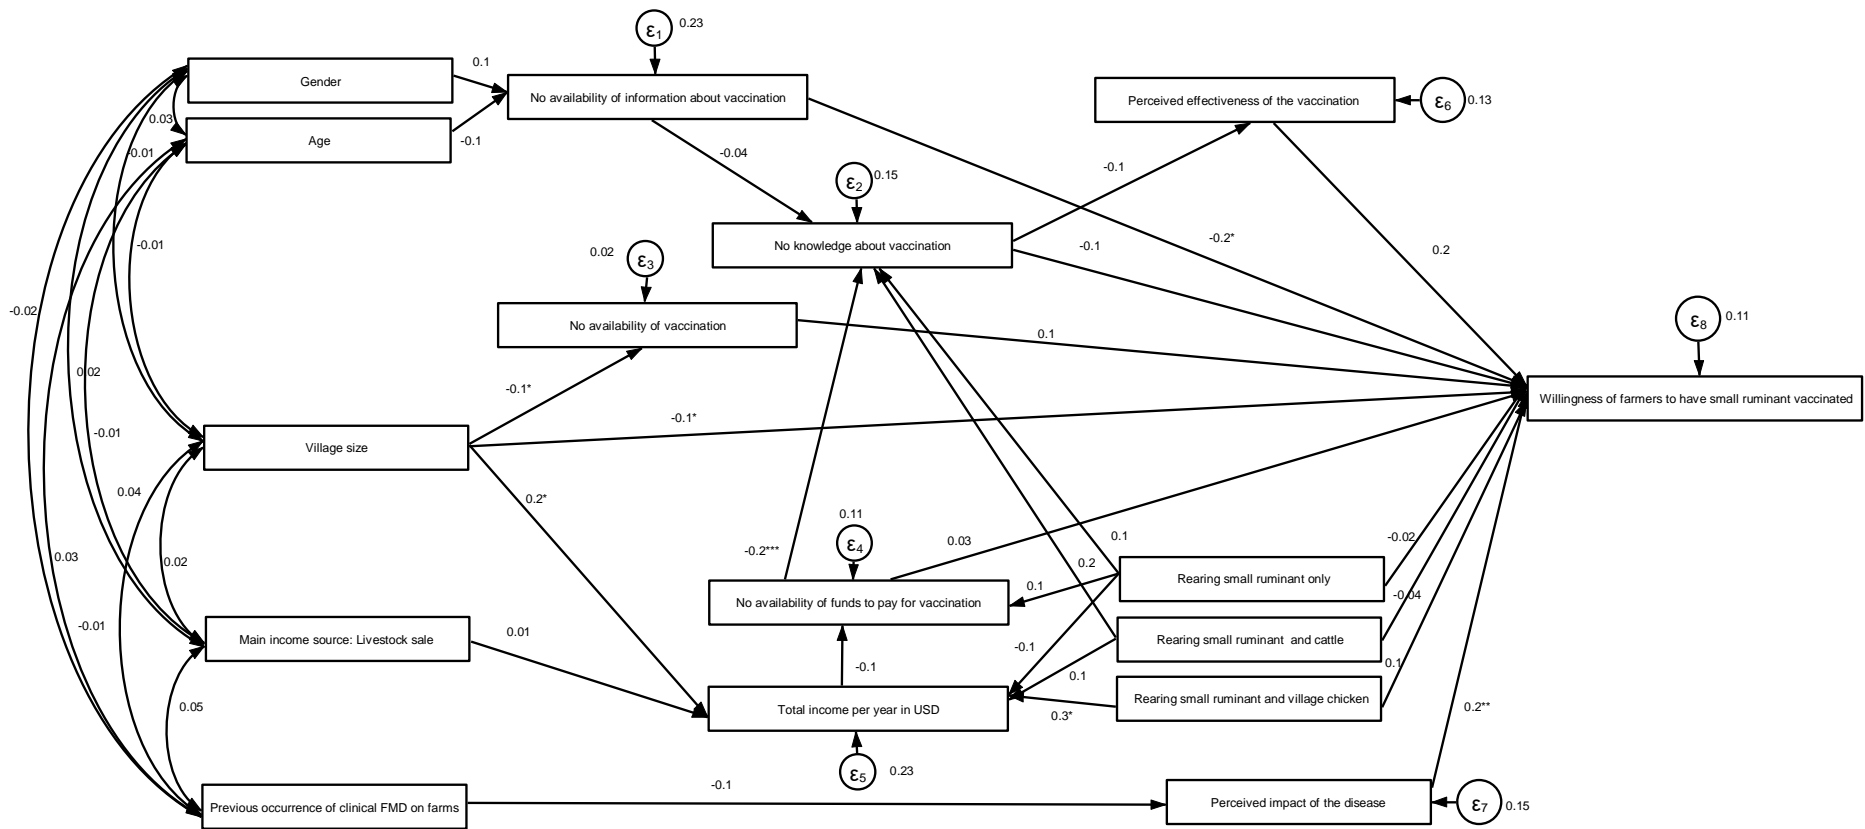 ε1
0.23
Gender
0.1
No availability of information about vaccination
Perceived effectiveness of the vaccination
ε6
0.13
0.03
Age
-0.1
-0.01
-0.04
-0.1
ε2
0.15
-0.01
No knowledge about vaccination
-0.1
-0.2*
0.2
0.02
ε3
-0.02
No availability of vaccination
0.1
ε8
0.11
0.02
-0.1*
Willingness of farmers to have small ruminant vaccinated
-0.1*
-0.01
Village size
0.04
0.2*
0.11
ε4
0.03
0.02
-0.2***
0.03
0.1
-0.02
0.2
0.1
Rearing small ruminant only
No availability of funds to pay for vaccination
-0.04
-0.01
Main income source: Livestock sale
0.01
-0.1
Rearing small ruminant and cattle
-0.1
0.1
0.1
0.05
Total income per year in USD
0.3*
Rearing small ruminant and village chicken
0.2**
ε5
0.23
-0.1
Previous occurrence of clinical FMD on farms
Perceived impact of the disease
ε7
0.15